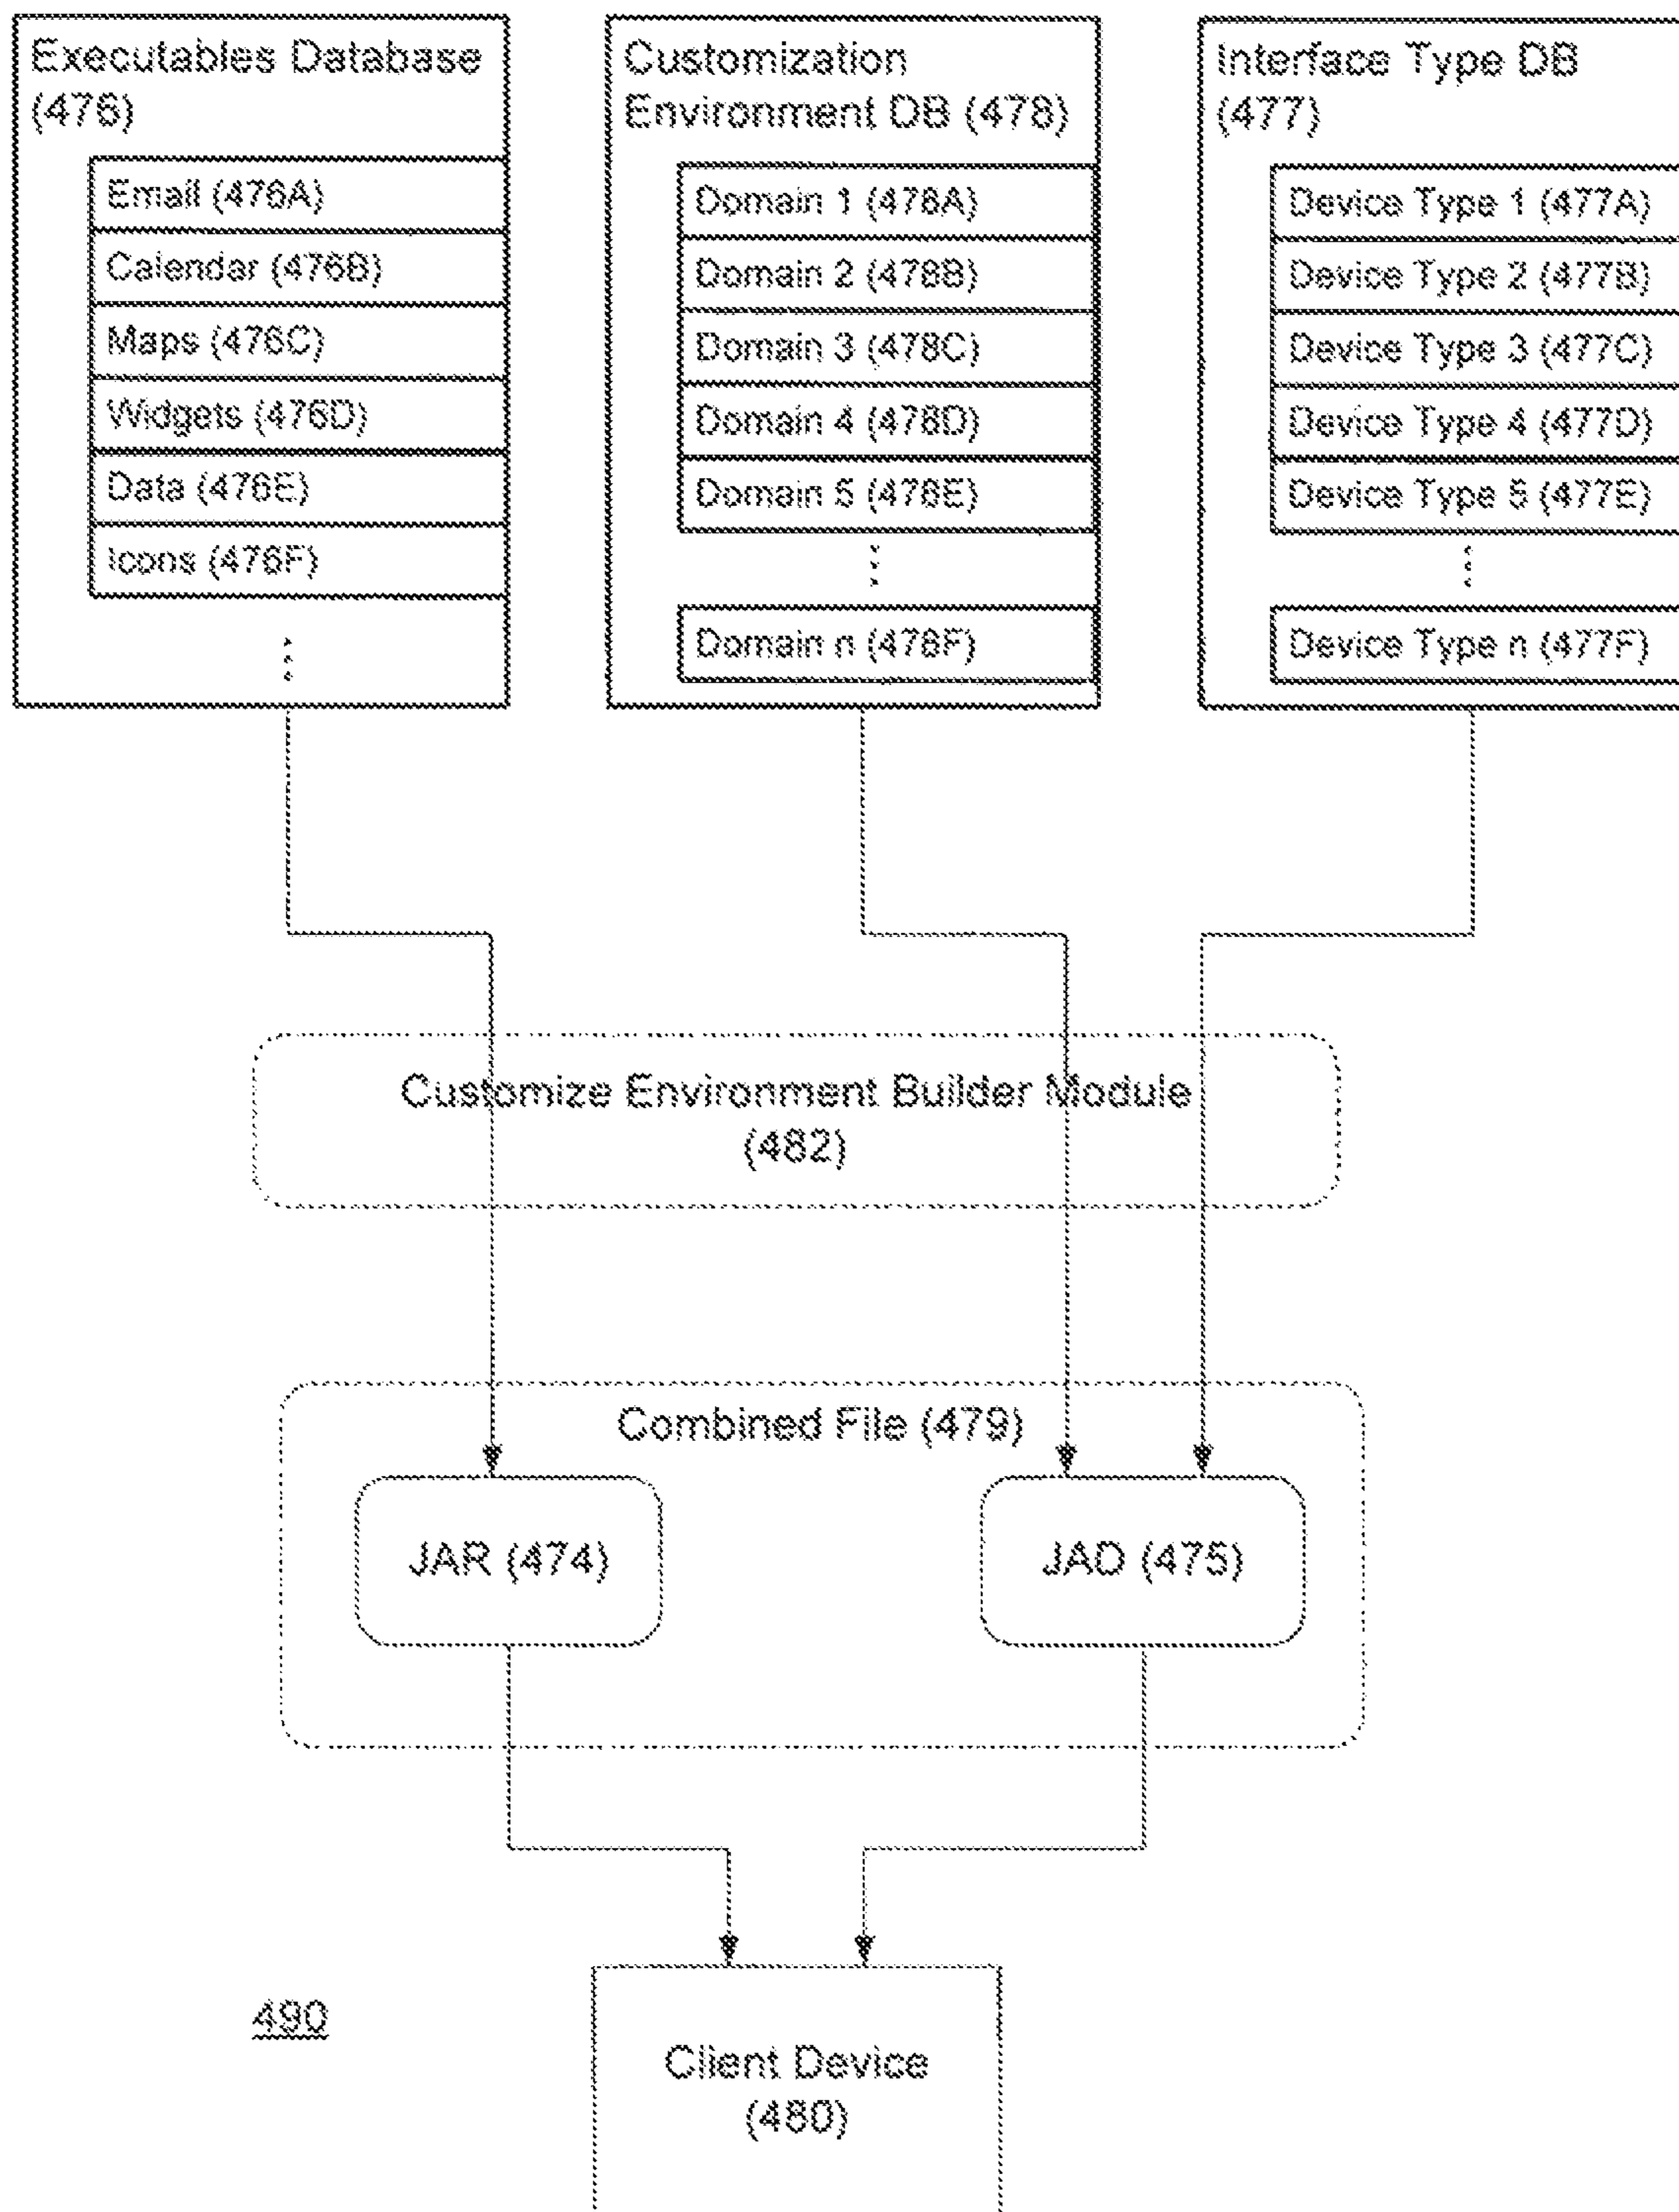 Executables Database
(476)
Email (476A)
Calendar (476B)
Maps (476C)
Widgets (476D)
Data (476E)
Icons (476F)
Customization
Environment DB (478)
Domain 1 (478A)
Domain 2 (478B)
Domain 3 (478C)
Domain 4 (478D)
Domain 5 (478E)
Domain n (478F)
Interface Type DB
(477)
Device Type 1 (477A)
Device Type 2 (477B)
Device Type 3 (477C)
Device Type 4 (477D)
Device Type 5 (477E)
Device Type n (477F)
Customize Environment Builder Module
(482)
Combined File (479)
JAR (474)
JAD (475)
490
Client Device
(480)